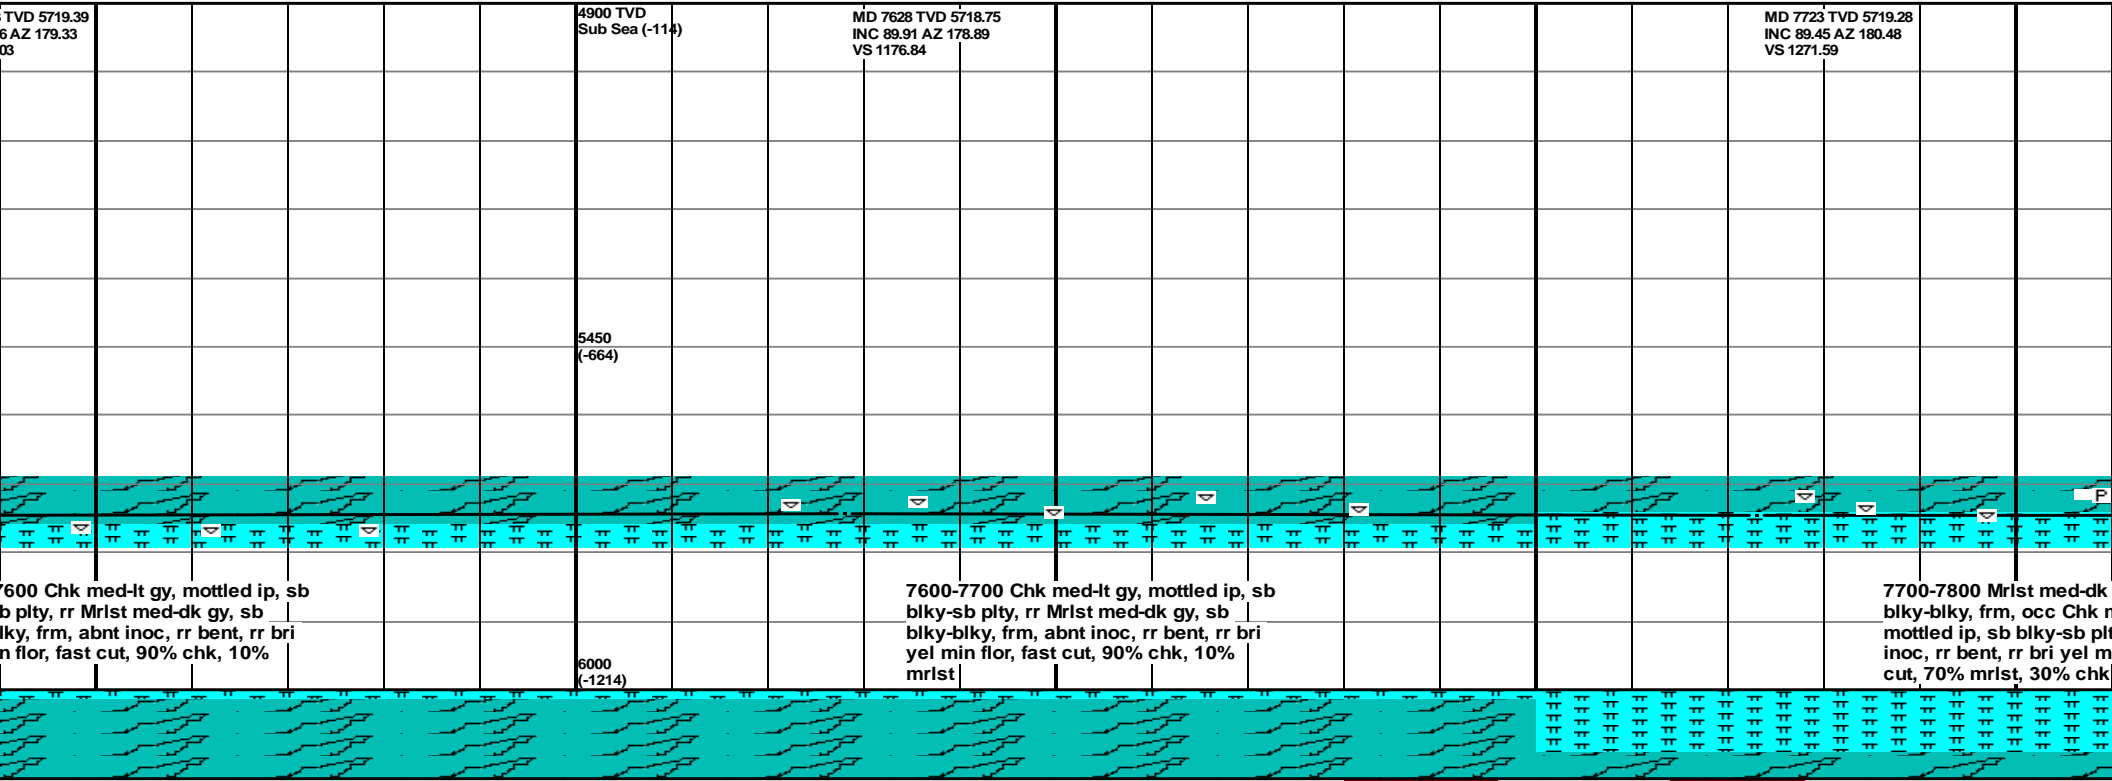 TVD 5719.39
6 AZ 179.33
03
4900 TVD
Sub Sea (-114)
MD 7628 TVD 5718.75
INC 89.91 AZ 178.89
VS 1176.84
MD 7723 TVD 5719.28
INC 89.45 AZ 180.48
VS 1271.59
5450
(-664)
P
7600 Chk med-lt gy, mottled ip, sb
b plty, rr Mrlst med-dk gy, sb
lky, frm, abnt inoc, rr bent, rr bri
n flor, fast cut, 90% chk, 10%
6000
(-1214)
7600-7700 Chk med-lt gy, mottled ip, sb
blky-sb plty, rr Mrlst med-dk gy, sb
blky-blky, frm, abnt inoc, rr bent, rr bri
yel min flor, fast cut, 90% chk, 10%
mrlst
7700-7800 Mrlst med-dk
blky-blky, frm, occ Chk
mottled ip, sb blky-sb plt
inoc, rr bent, rr bri yel m
cut, 70% mrlst, 30% chk